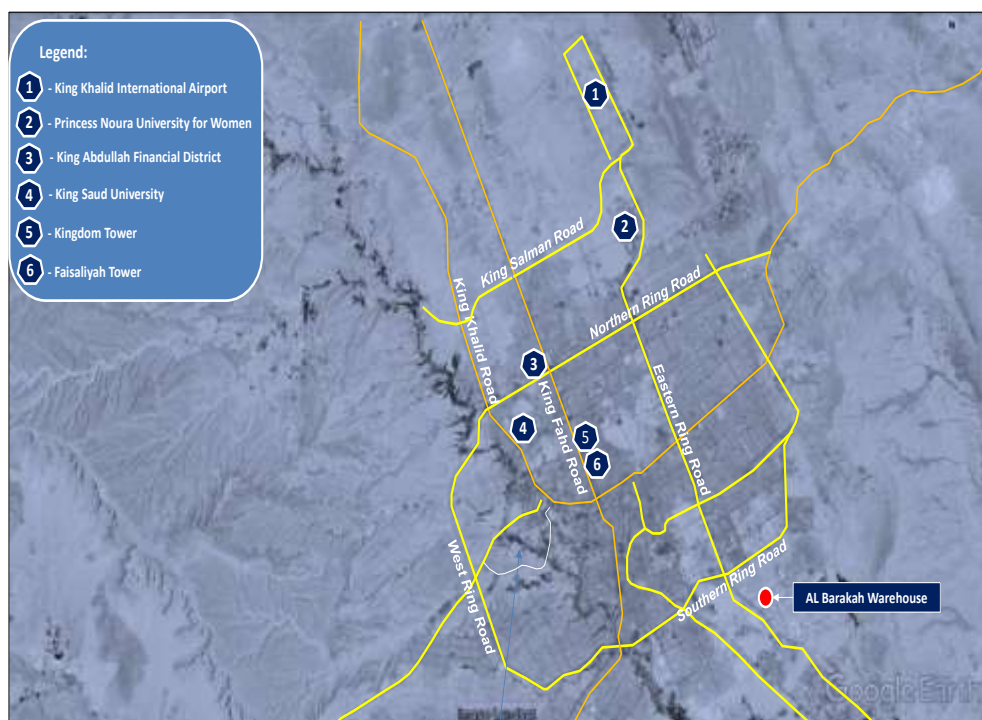 Legend:
1 - King Khalid International Airport
2 - Princess Noura University for Women
3 - King Abdullah Financial District
4 - King Saud University
5 - Kingdom Tower
6 - Faisaliyah Tower
1
2
King Salman Road
King Khalid Road
Northern Ring Road
3
King Fahd Road
Eastern Ring Road
4
5
6
West Ring Road
Southern Ring Road
AL Barakah Warehouse
Google Earth